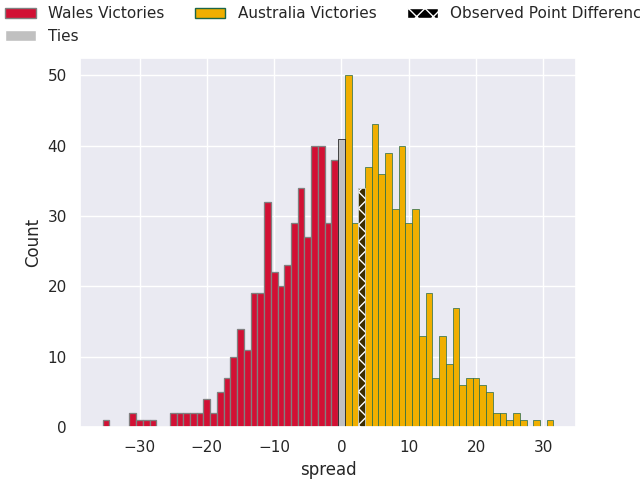 Wales Victories
Australia Victories
Observed Point Differenc
Ties
50
40
30
20
10
0
Count
−30
−20
−10
0
10
20
30
spread